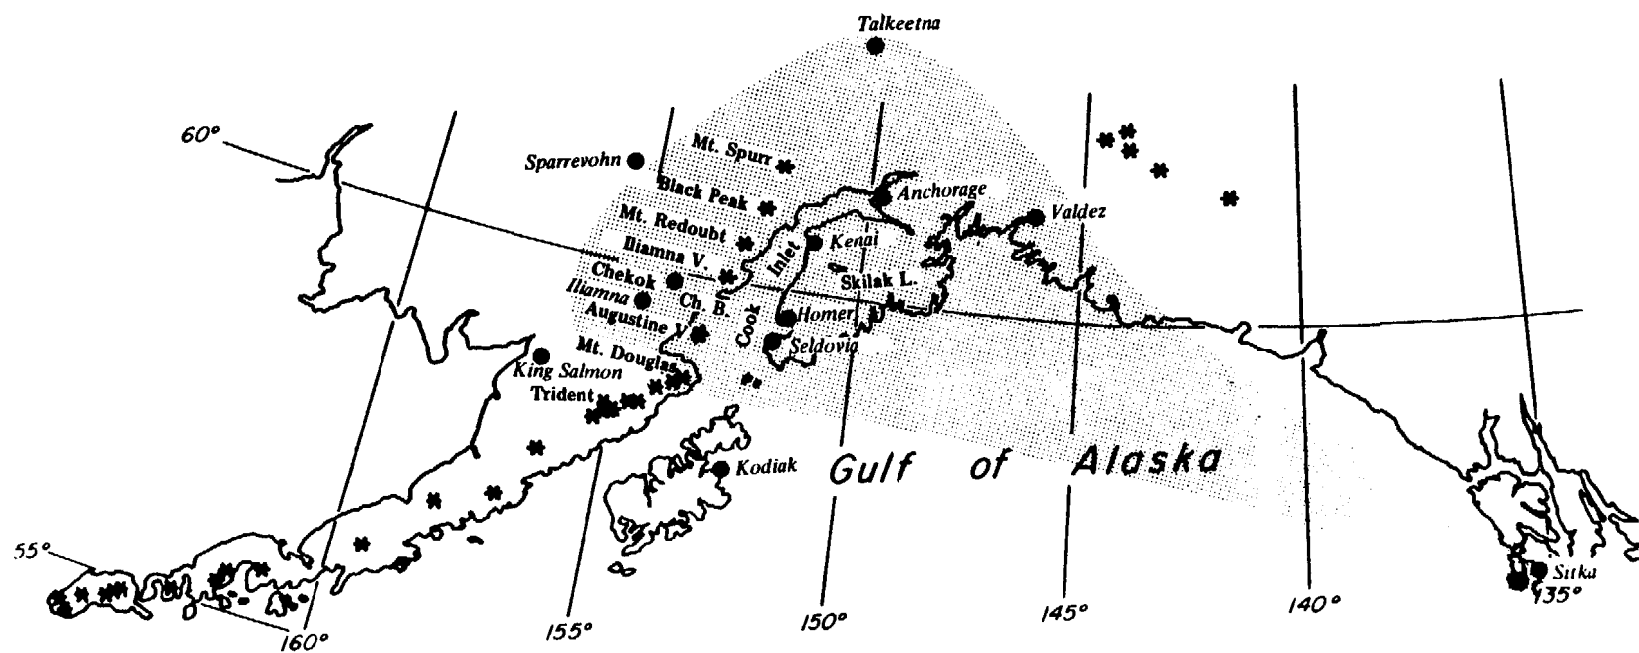 Talkeetna
60°
Mt. Spurr
Sparrevohn
Black Peak
Anchorage
Mt. Redoubt
Valdez
Iliamna V.
Inlet
Kenai
Chekok
Skilak L.
Iliamna
Ch. B.
Augustine V.
Cook
Homer
Seldovia
Mt. Douglas
King Salmon
Trident
Kodiak
Gulf of Alaska
55°
Sitka
135°
140°
145°
150°
155°
160°